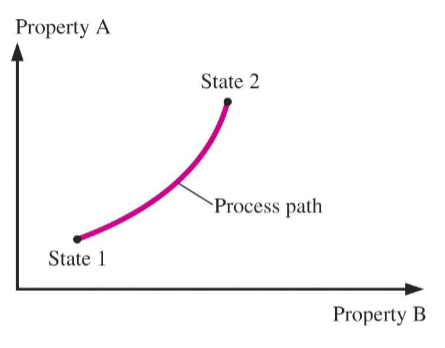 Property A
State 2
Process path
State 1
Property B